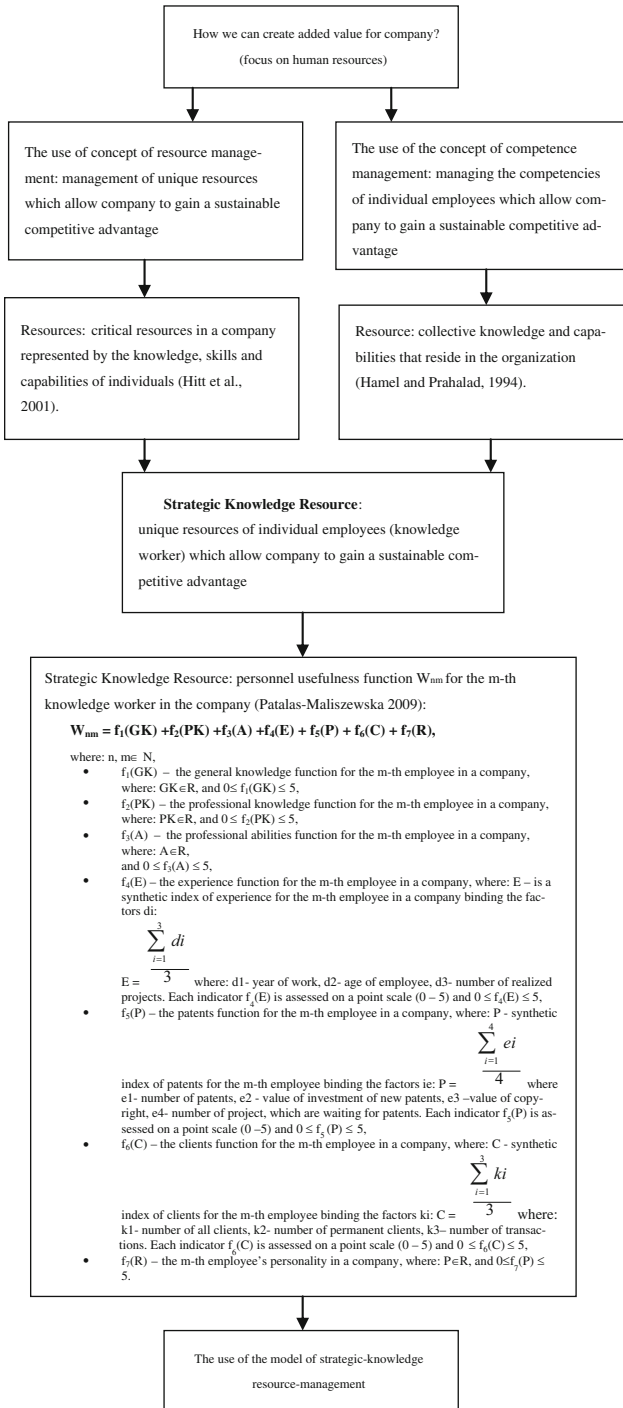 How we can create added value for company?
(focus on human resources)
The use of concept of resource manage-
ment: management of unique resources
which allow company to gain a sustainable
competitive advantage
The use of the concept of competence
management: managing the competencies
of individual employees which allow com-
pany to gain a sustainable competitive ad-
vantage
Resources: critical resources in a company
represented by the knowledge, skills and
capabilities of individuals (Hitt et al.,
2001).
Resource: collective knowledge and capa-
bilities that reside in the organization
(Hamel and Prahalad, 1994).
Strategic Knowledge Resource:
unique resources of individual employees (knowledge
worker) which allow company to gain a sustainable com-
petitive advantage
Strategic Knowledge Resource: personnel usefulness function Wnm for the m-th
knowledge worker in the company (Patalas-Maliszewska 2009):
Wnm = f1(GK) +f2(PK) +f3(A) +f4(E) + f5(P) + f6(C) + f7(R),
where: n, m∈ N,
• f1(GK) – the general knowledge function for the m-th employee in a company,
where: GK∈R, and 0≤ f1(GK) ≤ 5,
• f2(PK) – the professional knowledge function for the m-th employee in a company,
where: PK∈R, and 0 ≤ f2(PK) ≤ 5,
• f3(A) – the professional abilities function for the m-th employee in a company,
where: A∈R,
and 0 ≤ f3(A) ≤ 5,
• f4(E) – the experience function for the m-th employee in a company, where: E – is a
synthetic index of experience for the m-th employee in a company binding the fac-
tors di:
3
∑ di
i=1
E = 3 where: d1- year of work, d2- age of employee, d3- number of realized
projects. Each indicator f4(E) is assessed on a point scale (0 – 5) and 0 ≤ f4(E) ≤ 5,
• f5(P) – the patents function for the m-th employee in a company, where: P - synthetic
4
∑ ei
i=1
index of patents for the m-th employee binding the factors ie: P = 4 where
e1- number of patents, e2 - value of investment of new patents, e3 –value of copy-
right, e4- number of project, which are waiting for patents. Each indicator f5(P) is as-
sessed on a point scale (0 –5) and 0 ≤ f5 (P) ≤ 5,
• f6(C) – the clients function for the m-th employee in a company, where: C - synthetic
3
∑ ki
i=1
index of clients for the m-th employee binding the factors ki: C = 3 where:
k1- number of all clients, k2- number of permanent clients, k3– number of transac-
tions. Each indicator f6(C) is assessed on a point scale (0 – 5) and 0 ≤ f6(C) ≤ 5,
• f7(R) – the m-th employee’s personality in a company, where: P∈R, and 0≤f7(P) ≤
5.
The use of the model of strategic-knowledge
resource-management